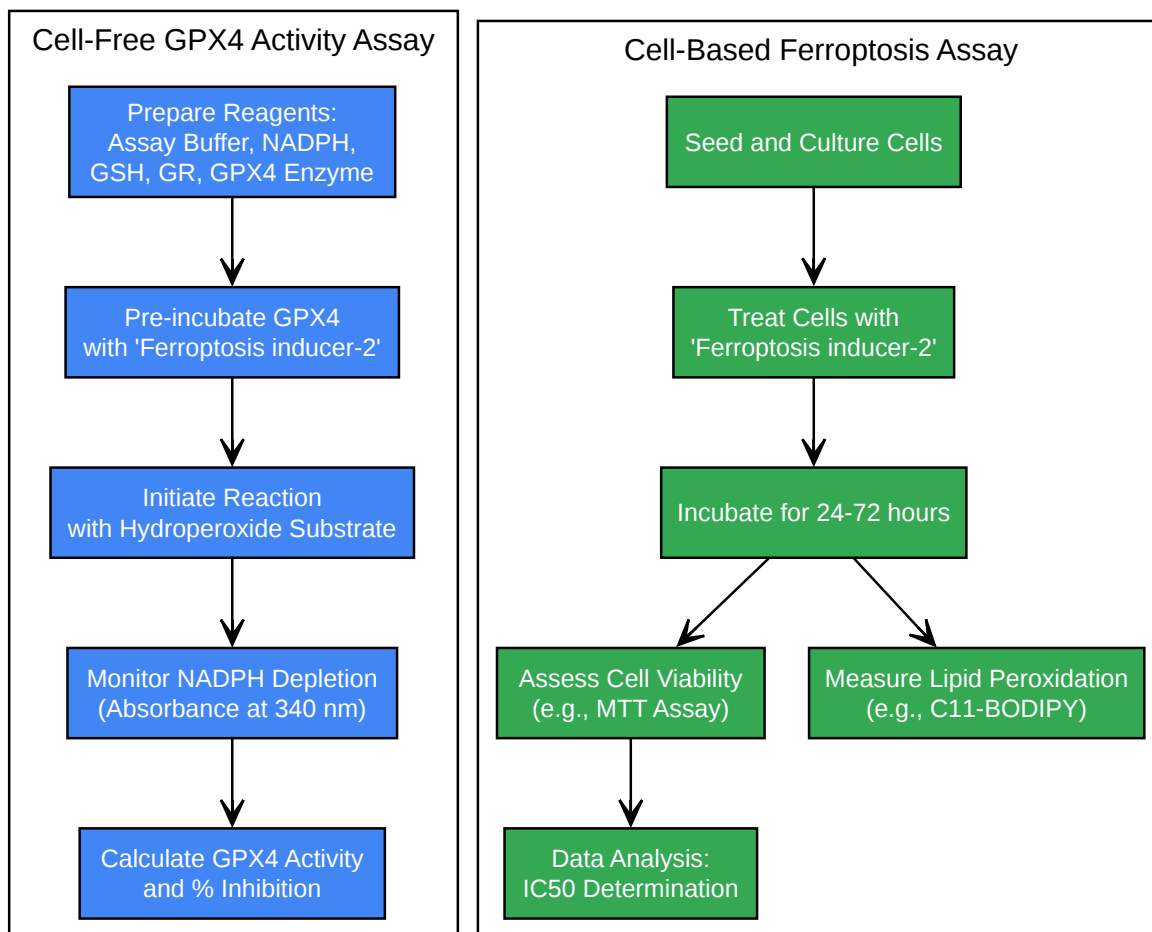 Cell-Free GPX4 Activity Assay
Prepare Reagents:
Assay Buffer, NADPH,
GSH, GR, GPX4 Enzyme
Pre-incubate GPX4
with 'Ferroptosis inducer-2'
Initiate Reaction
with Hydroperoxide Substrate
Monitor NADPH Depletion
(Absorbance at 340 nm)
Calculate GPX4 Activity
and % Inhibition
Cell-Based Ferroptosis Assay
Seed and Culture Cells
Treat Cells with
'Ferroptosis inducer-2'
Incubate for 24-72 hours
Assess Cell Viability
(e.g., MTT Assay)
Measure Lipid Peroxidation
(e.g., C11-BODIPY)
Data Analysis:
IC50 Determination